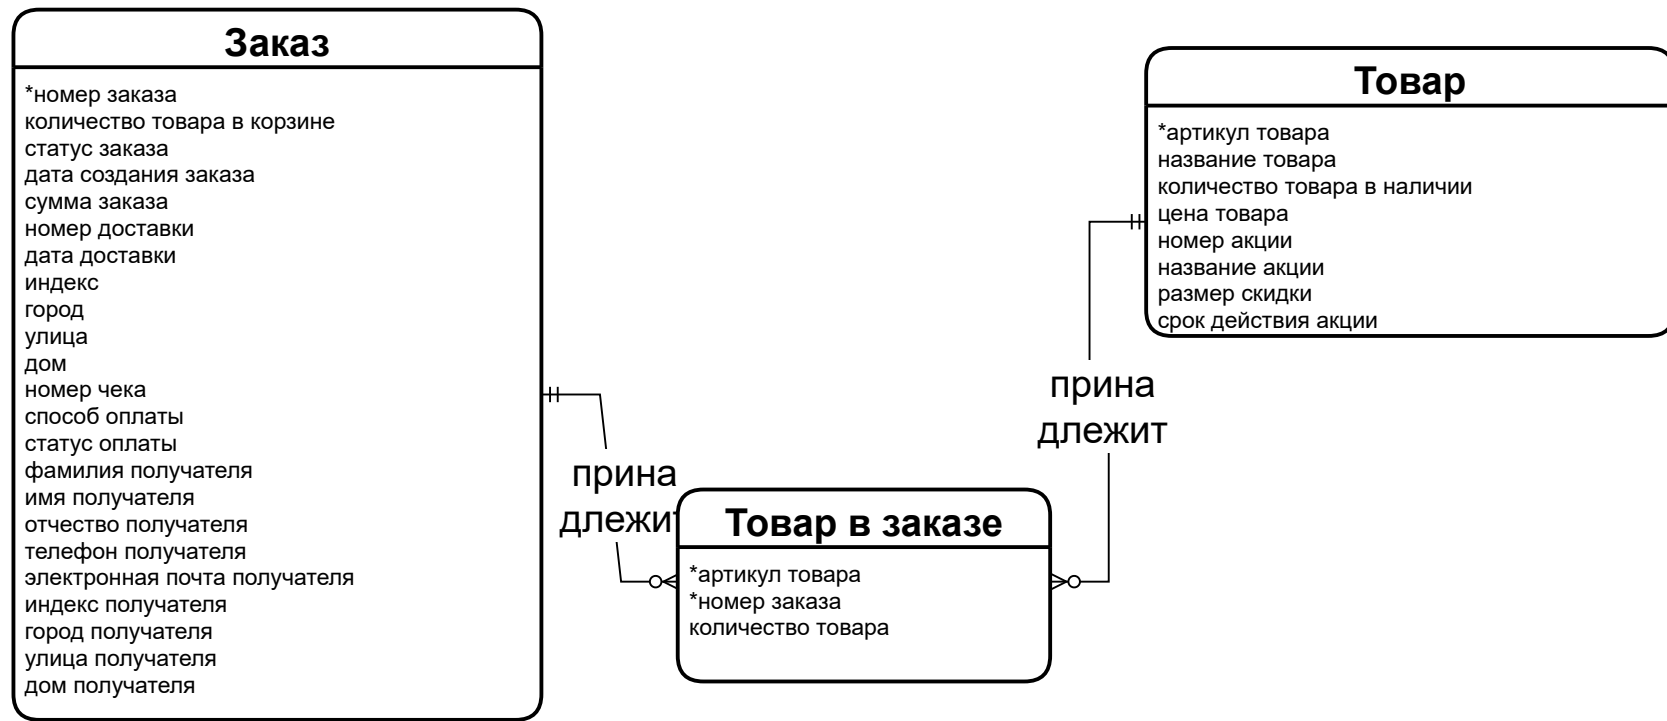 Заказ
*номер заказа
количество товара в корзине
статус заказа
дата создания заказа
сумма заказа
номер доставки
дата доставки
индекс
город
улица
дом
номер чека
способ оплаты
статус оплаты
фамилия получателя
имя получателя
отчество получателя
телефон получателя
электронная почта получателя
индекс получателя
город получателя
улица получателя
дом получателя
прина
длежит
Товар в заказе
*артикул товара
*номер заказа
количество товара
прина
длежит
Товар
*артикул товара
название товара
количество товара в наличии
цена товара
номер акции
название акции
размер скидки
срок действия акции